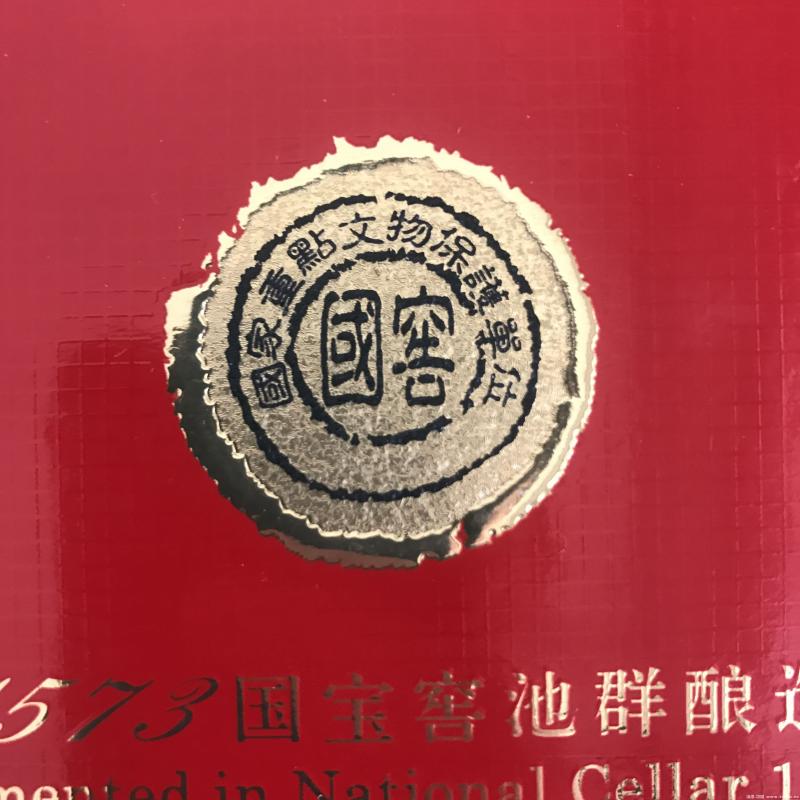 國家重點文物保護單位
國窖
1573国宝窖池群酿造
mented in National Cellar 1